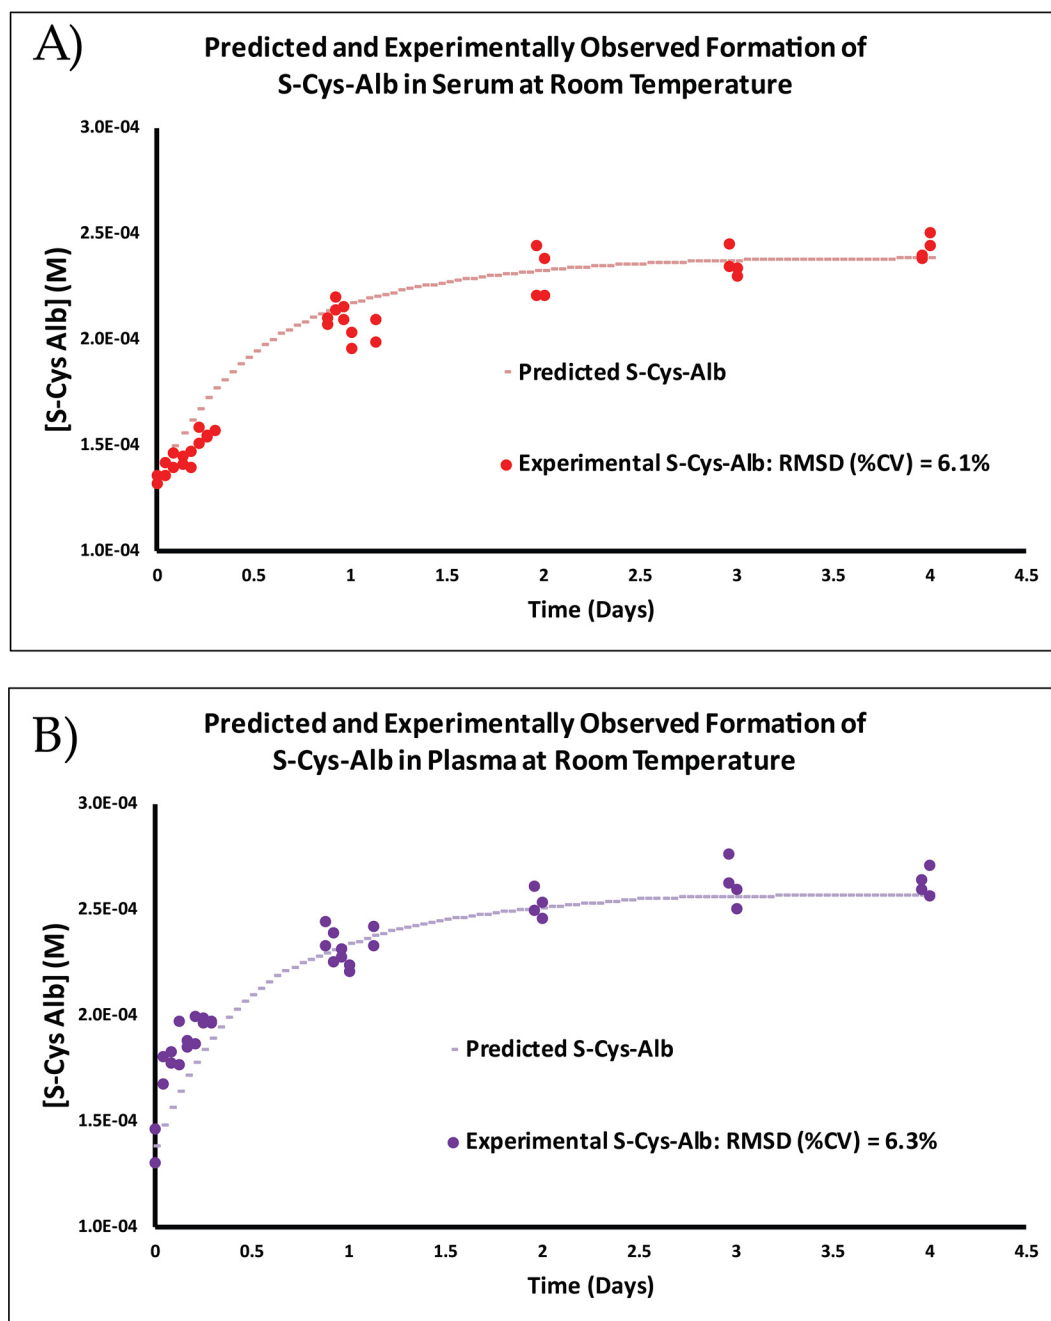 A)
Predicted and Experimentally Observed Formation of
S-Cys-Alb in Serum at Room Temperature
3.0E-04
2.5E-04
2.0E-04
1.5E-04
1.0E-04
[S-Cys Alb] (M)
Predicted S-Cys-Alb
Experimental S-Cys-Alb: RMSD (%CV) = 6.1%
0 0.5 1 1.5 2 2.5 3 3.5 4 4.5
Time (Days)
B)
Predicted and Experimentally Observed Formation of
S-Cys-Alb in Plasma at Room Temperature
3.0E-04
2.5E-04
2.0E-04
1.5E-04
1.0E-04
[S-Cys Alb] (M)
Predicted S-Cys-Alb
Experimental S-Cys-Alb: RMSD (%CV) = 6.3%
0 0.5 1 1.5 2 2.5 3 3.5 4 4.5
Time (Days)